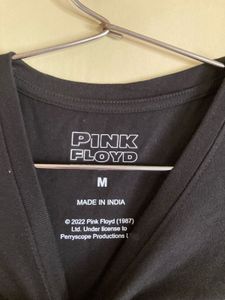 PINK
FLOYD
M
MADE IN INDIA
© 2022 Pink Floyd (1987)
Ltd. Under license to
Perryscope Productions